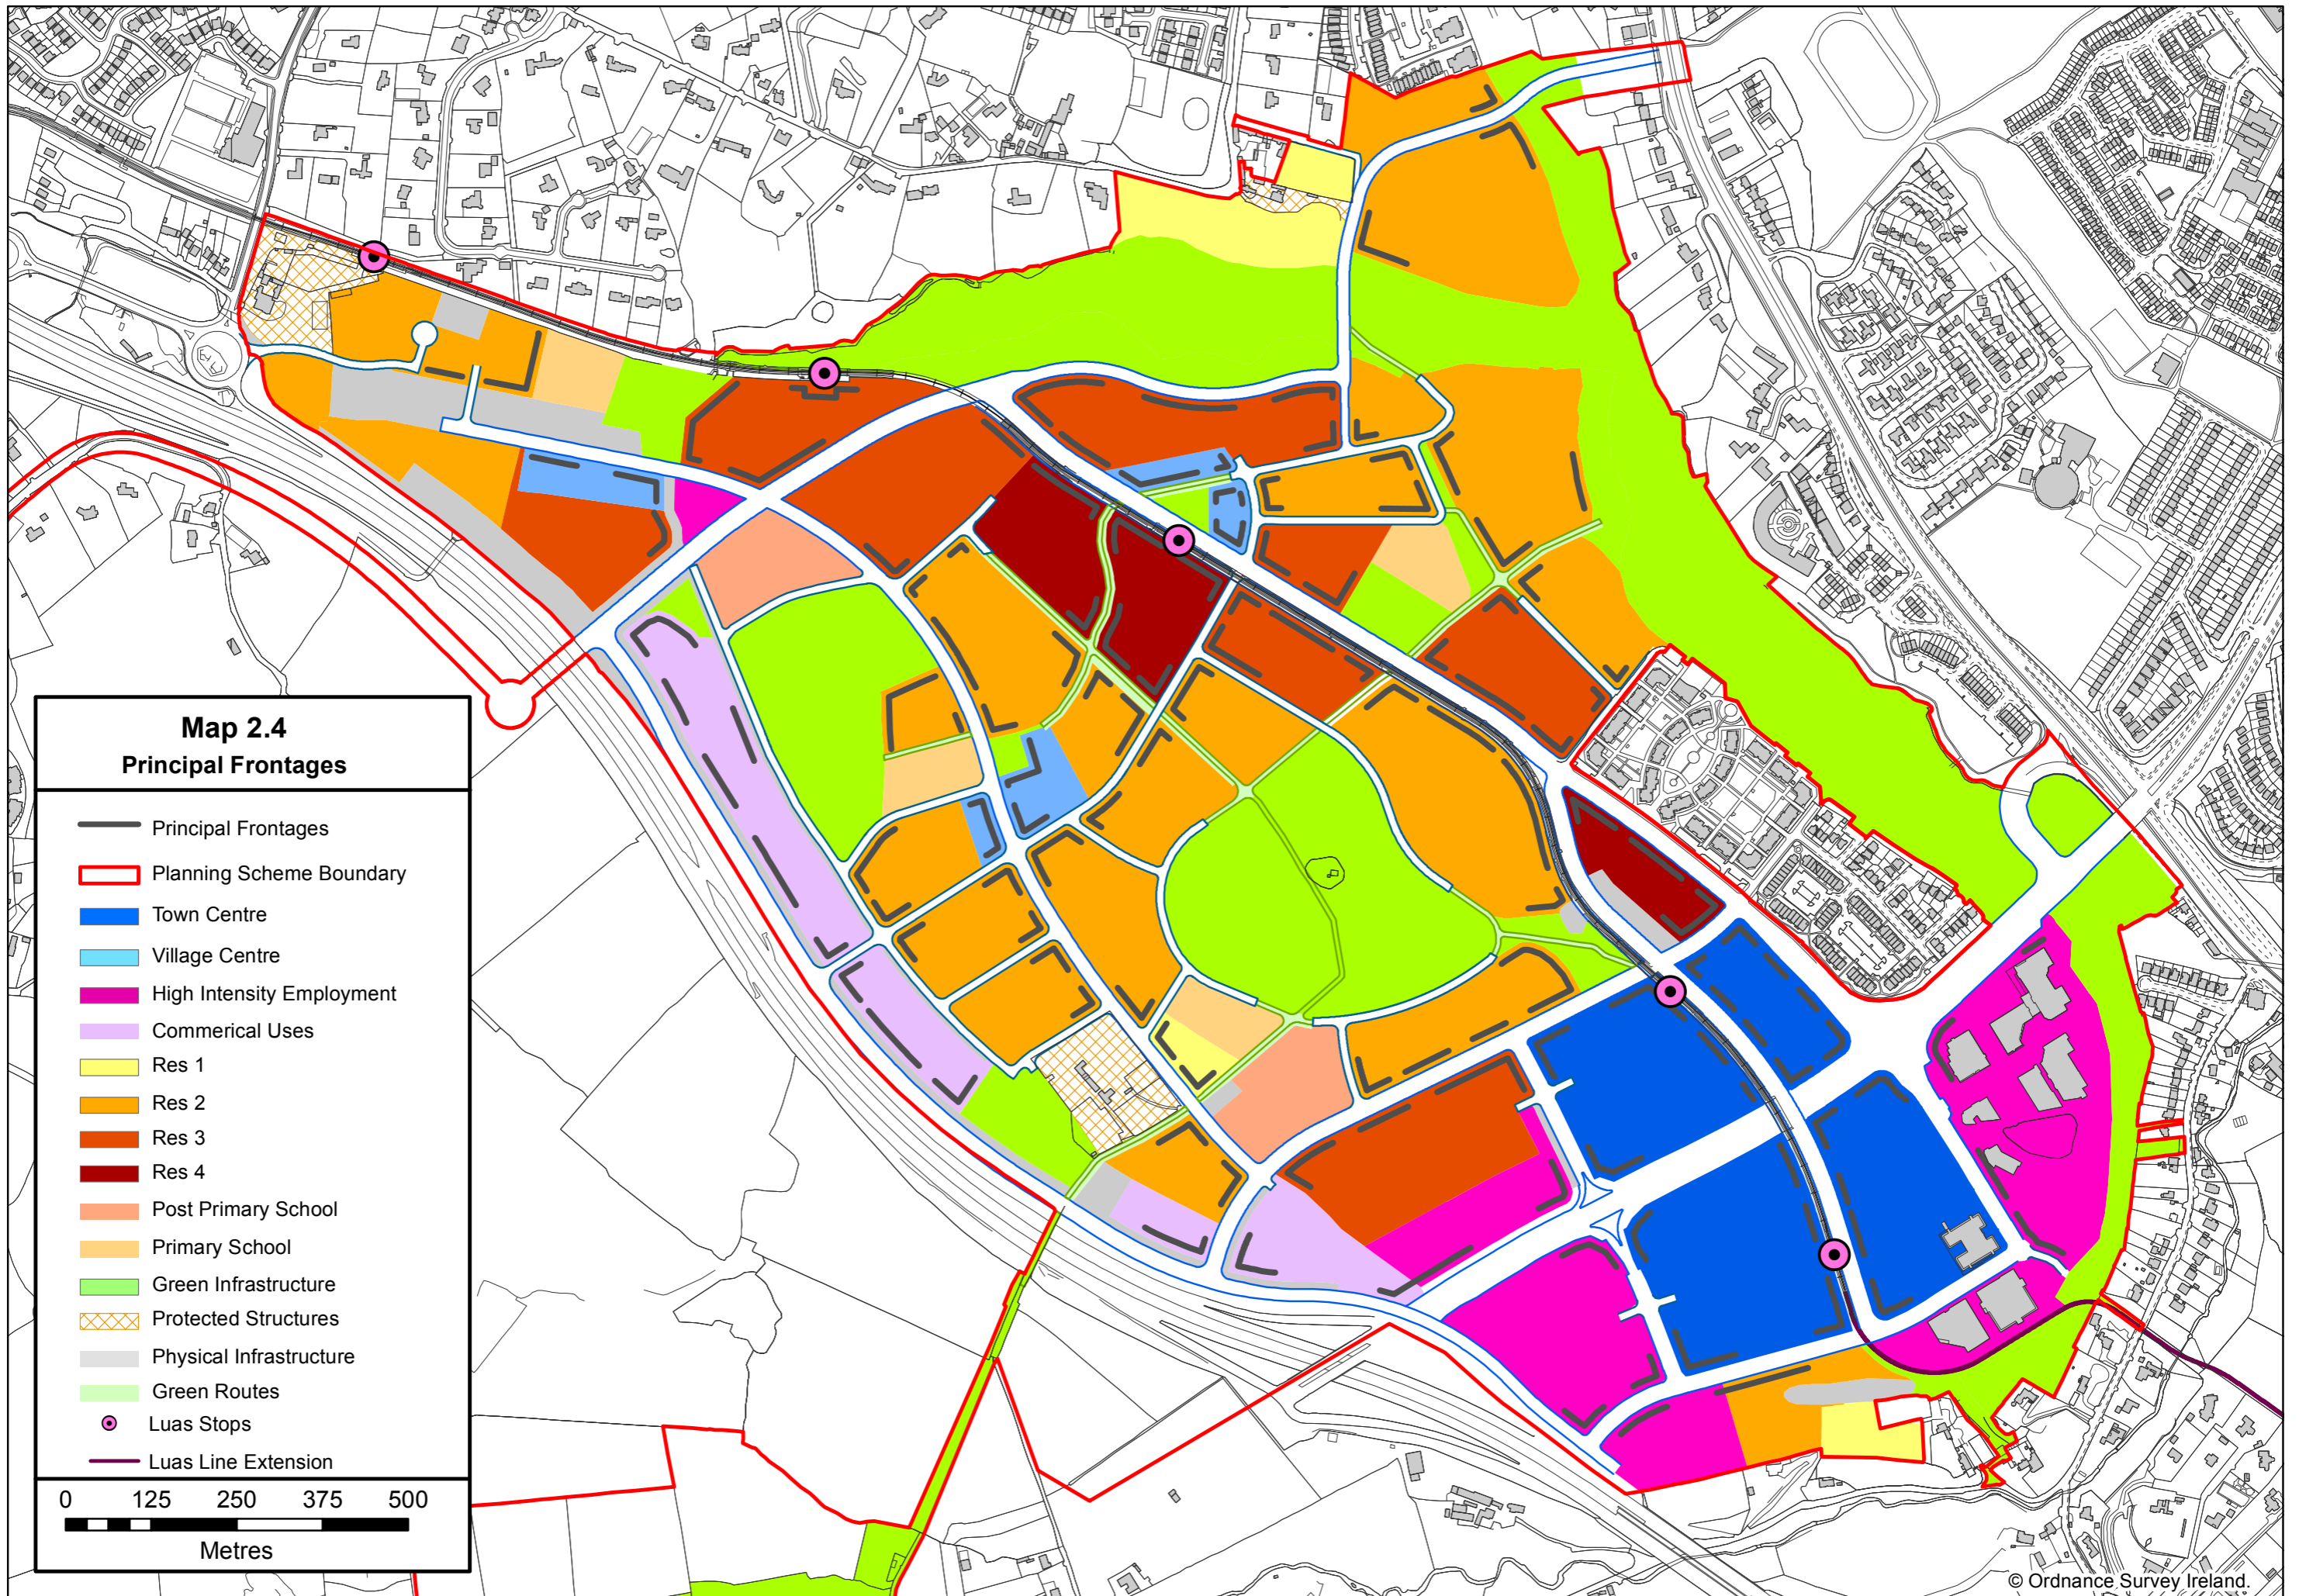 Map 2.4
Principal Frontages
Principal Frontages
Planning Scheme Boundary
Town Centre
Village Centre
High Intensity Employment
Commerical Uses
Res 1
Res 2
Res 3
Res 4
Post Primary School
Primary School
Green Infrastructure
Protected Structures
Physical Infrastructure
Green Routes
Luas Stops
Luas Line Extension
0 125 250 375 500
Metres
© Ordnance Survey Ireland.